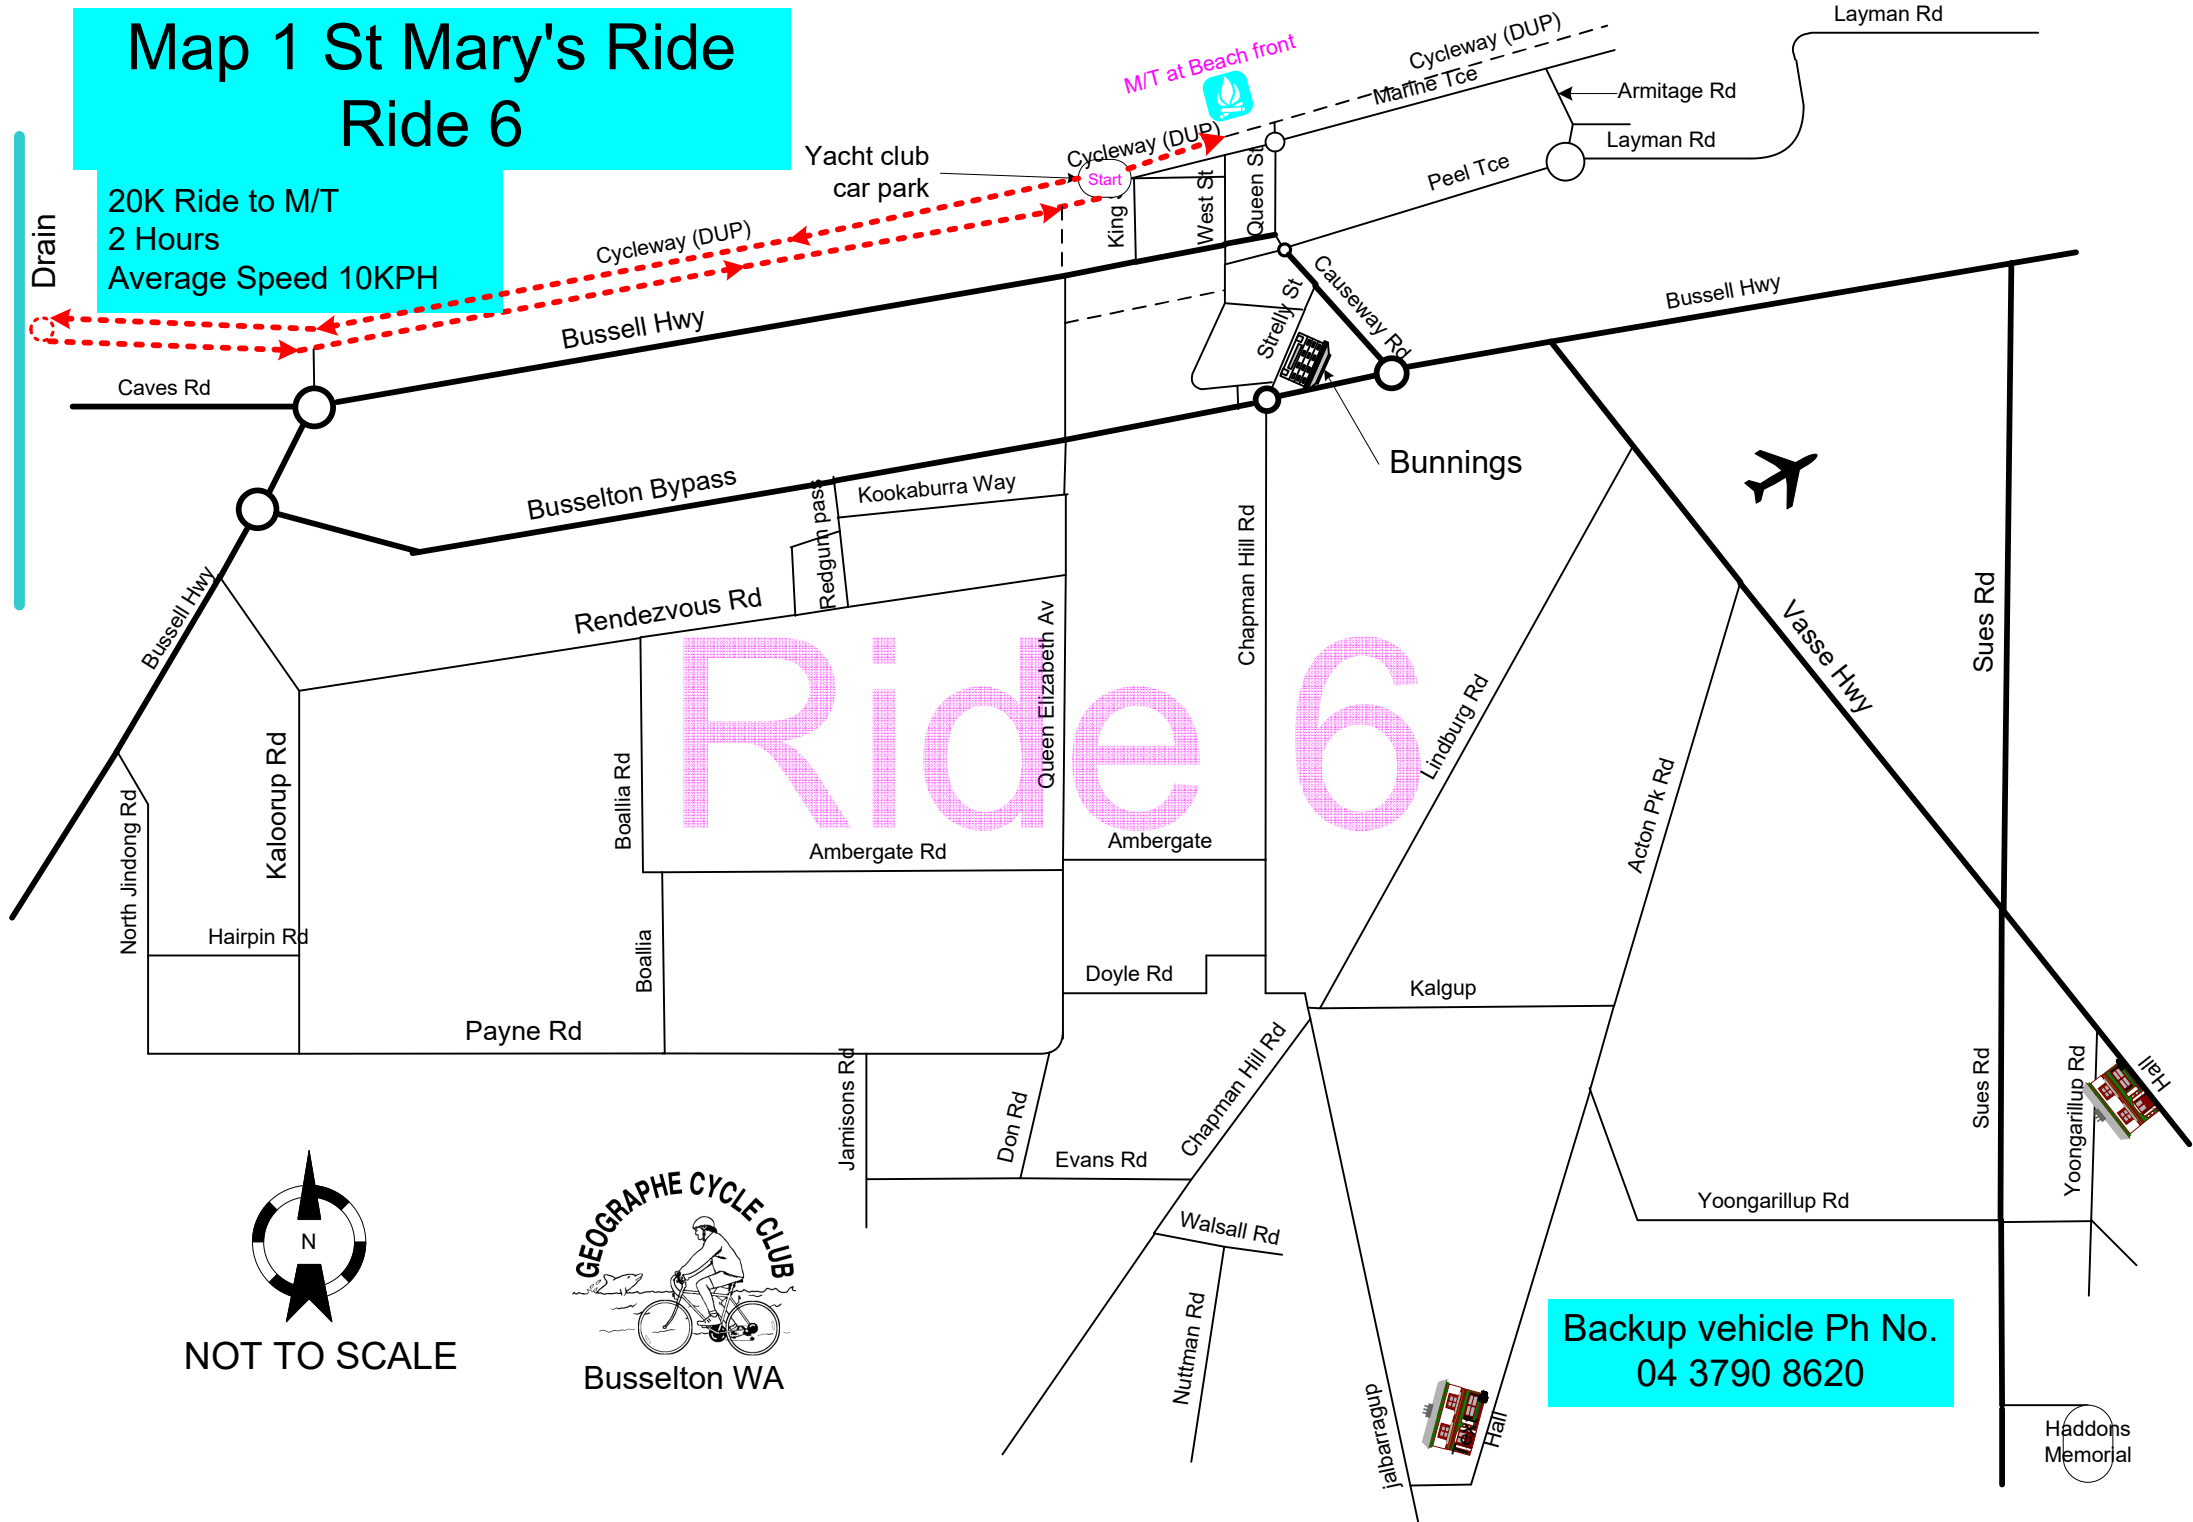 Map 1 St Mary's Ride
Ride 6
20K Ride to M/T
2 Hours
Average Speed 10KPH
Drain
Yacht club
car park
Start
M/T at Beach front
Cycleway (DUP)
Cycleway (DUP)
Cycleway (DUP)
Marine Tce
Layman Rd
Armitage Rd
Layman Rd
Peel Tce
King
West St
Queen St
Causeway Rd
Strelly St
Bussell Hwy
Bussell Hwy
Caves Rd
Bunnings
Busselton Bypass
Redgum pass
Kookaburra Way
Chapman Hill Rd
Bussell Hwy
Rendezvous Rd
Queen Elizabeth Av
Ride 6
Vasse Hwy
Sues Rd
Lindburg Rd
Acton Pk Rd
North Jindong Rd
Kaloorup Rd
Boallia Rd
Ambergate Rd
Ambergate
Hairpin Rd
Boallia
Doyle Rd
Kalgup
Payne Rd
Jamisons Rd
Don Rd
Chapman Hill Rd
Evans Rd
Sues Rd
Yoongarillup Rd
Hall
Yoongarillup Rd
Walsall Rd
Nuttman Rd
jalbarragup
Hall
N
NOT TO SCALE
GEOGRAPHE CYCLE CLUB
Busselton WA
Backup vehicle Ph No.
04 3790 8620
Haddons
Memorial